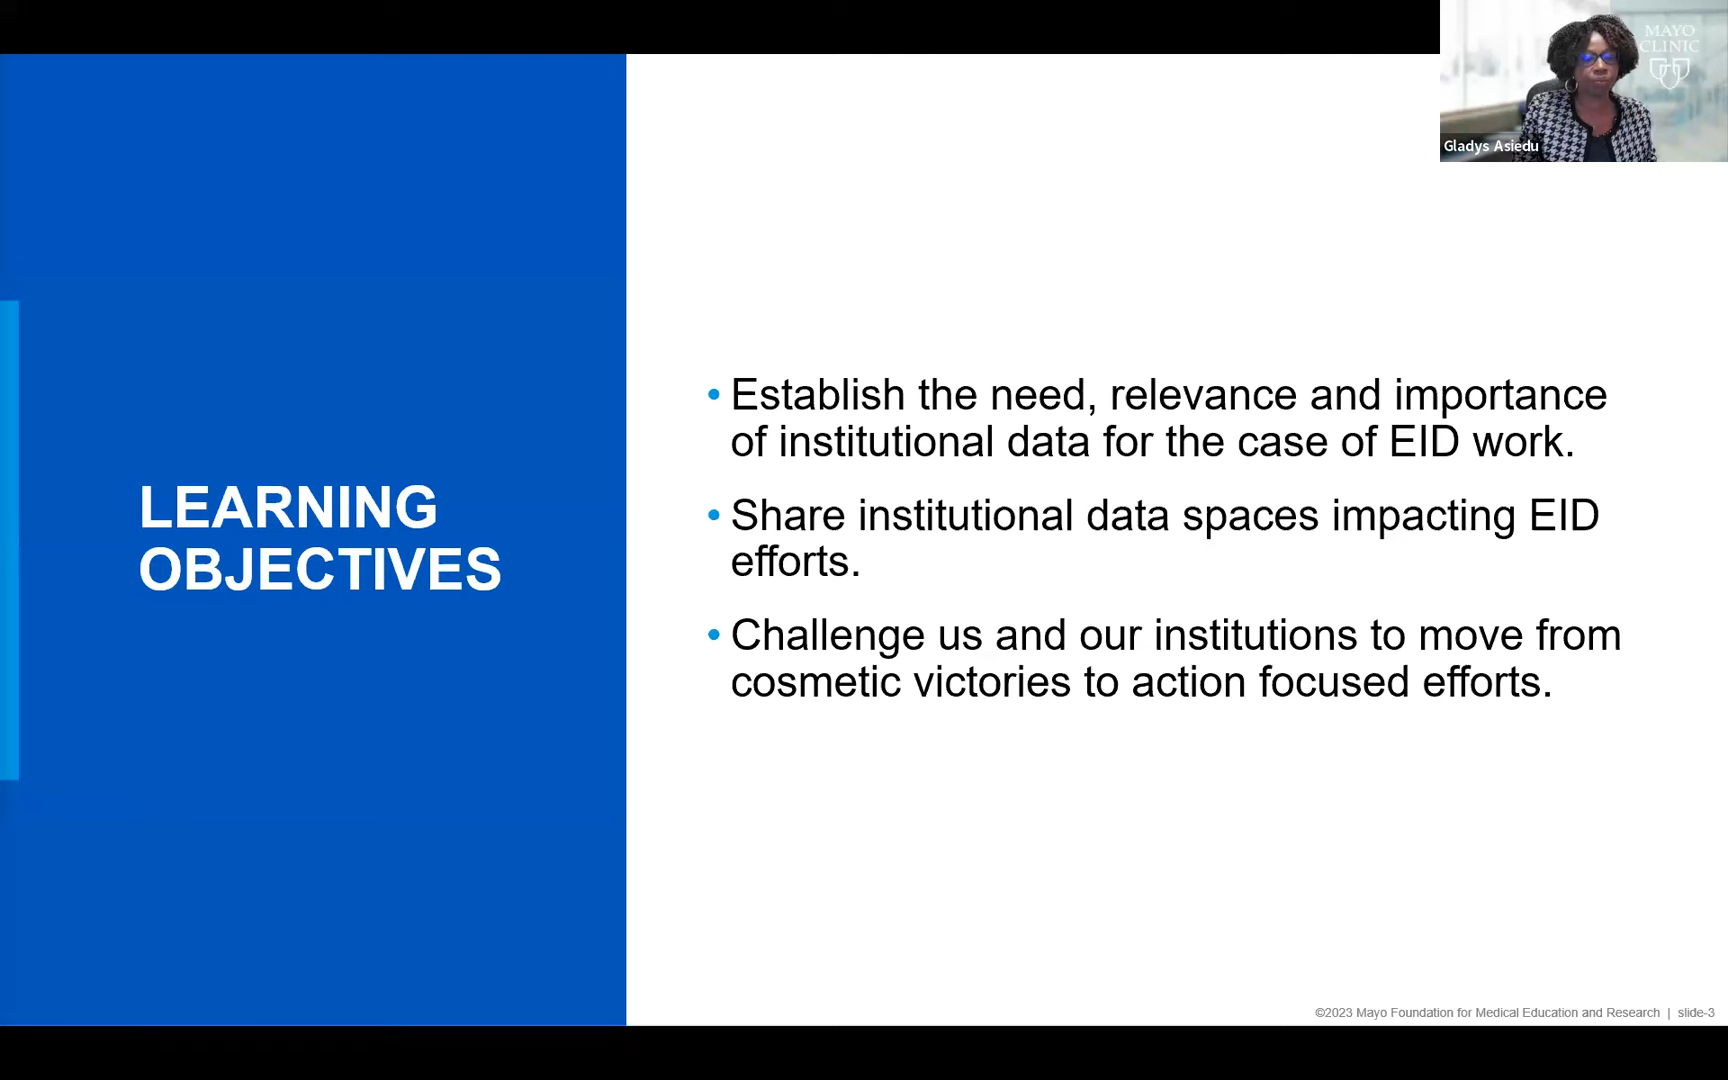 MAYO
CLINIC
Gladys Asiedu
LEARNING
OBJECTIVES
• Establish the need, relevance and importance
of institutional data for the case of EID work.
• Share institutional data spaces impacting EID
efforts.
• Challenge us and our institutions to move from
cosmetic victories to action focused efforts.
©2023 Mayo Foundation for Medical Education and Research | slide-3